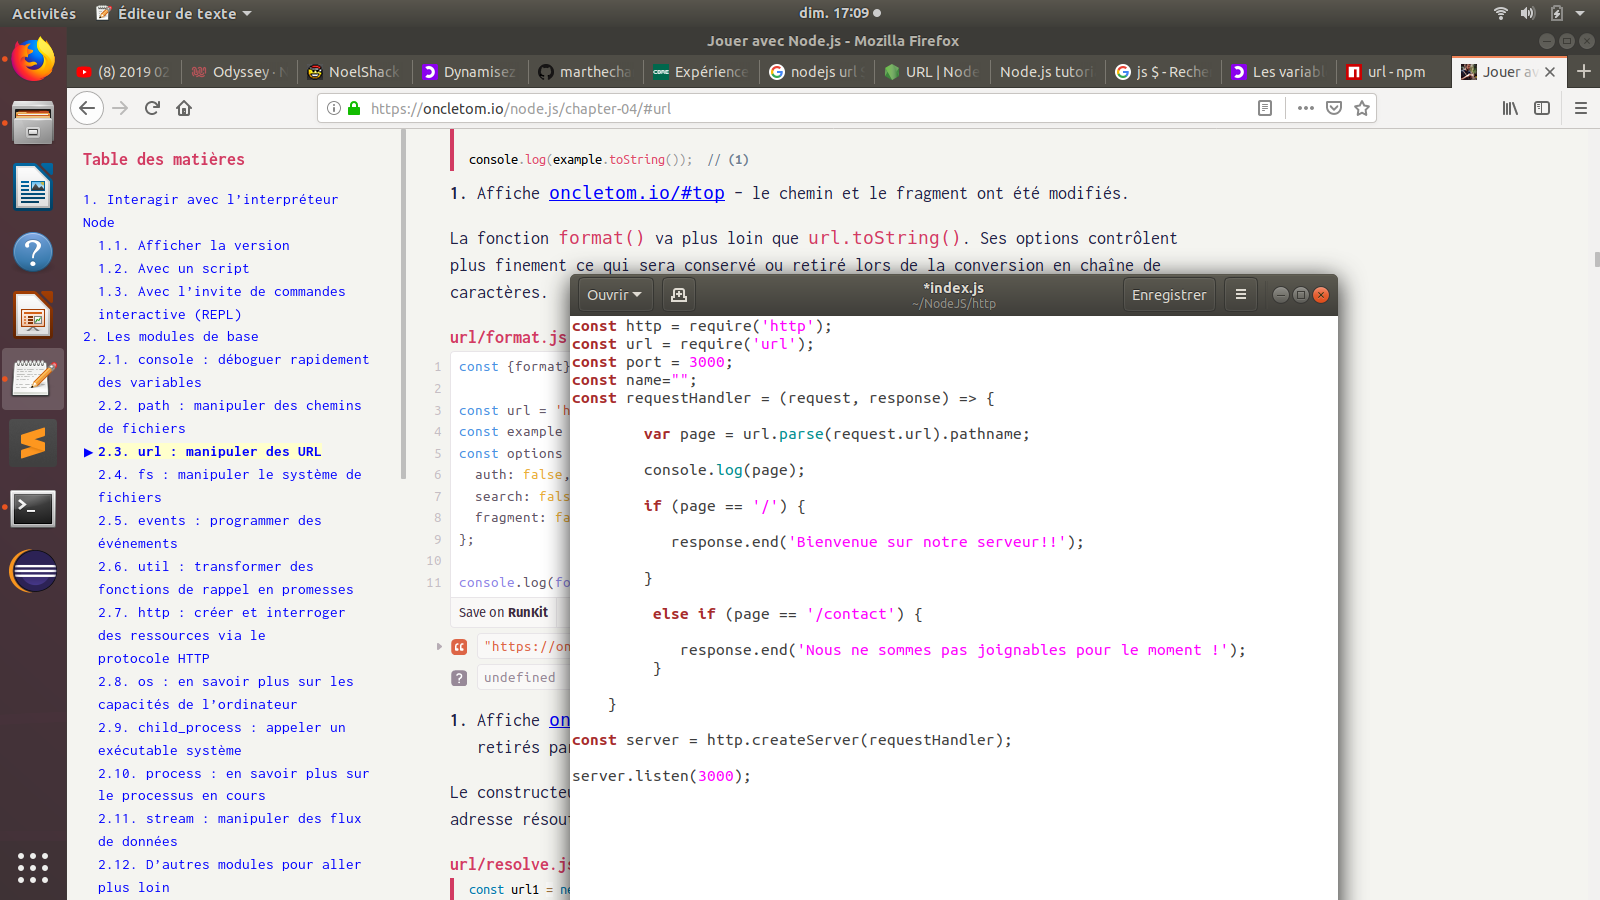 Activités
Éditeur de texte
dim. 17:09
Jouer avec Node.js - Mozilla Firefox
(8) 2019 02
Odyssey · N
NoelShack
Dynamisez
marthecha
Expérience
nodejs url
URL | Node
Node.js tutor
js $ - Reche
Les variabl
url - npm
Jouer av
https://oncletom.io/node.js/chapter-04/#url
Table des matières
1. Interagir avec l'interpréteur
Node
1.1. Afficher la version
1.2. Avec un script
1.3. Avec l'invite de commandes
interactive (REPL)
2. Les modules de base
2.1. console : déboguer rapidement
des variables
2.2. path : manipuler des chemins
de fichiers
2.3. url : manipuler des URL
2.4. fs : manipuler le système de
fichiers
2.5. events : programmer des
événements
2.6. util : transformer des
fonctions de rappel en promesses
2.7. http : créer et interroger
des ressources via le
protocole HTTP
2.8. os : en savoir plus sur les
capacités de l'ordinateur
2.9. child_process : appeler un
exécutable système
2.10. process : en savoir plus sur
le processus en cours
2.11. stream : manipuler des flux
de données
2.12. D'autres modules pour aller
plus loin
console.log(example.toString()); // (1)
1. Affiche oncletom.io/#top – le chemin et le fragment ont été modifiés.
La fonction format() va plus loin que url.toString(). Ses options contrôlent
plus finement ce qui sera conservé ou retiré lors de la conversion en chaîne de
caractères.
url/format.js
1 const {format}
2
3 const url = 'h
4 const example
5 const options
6 auth: false,
7 search: fals
8 fragment: fa
9 };
10
11 console.log(fo
Save on RunKit
"https://on
undefined
1. Affiche on
retirés pa
Le constructeu
adresse résou
url/resolve.js
const url1 = ne
Ouvrir
*index.js
~/NodeJS/http
Enregistrer
const http = require('http');
const url = require('url');
const port = 3000;
const name="";
const requestHandler = (request, response) => {
var page = url.parse(request.url).pathname;
console.log(page);
if (page == '/') {
response.end('Bienvenue sur notre serveur!!');
}
else if (page == '/contact') {
response.end('Nous ne sommes pas joignables pour le moment !');
}
}
const server = http.createServer(requestHandler);
server.listen(3000);